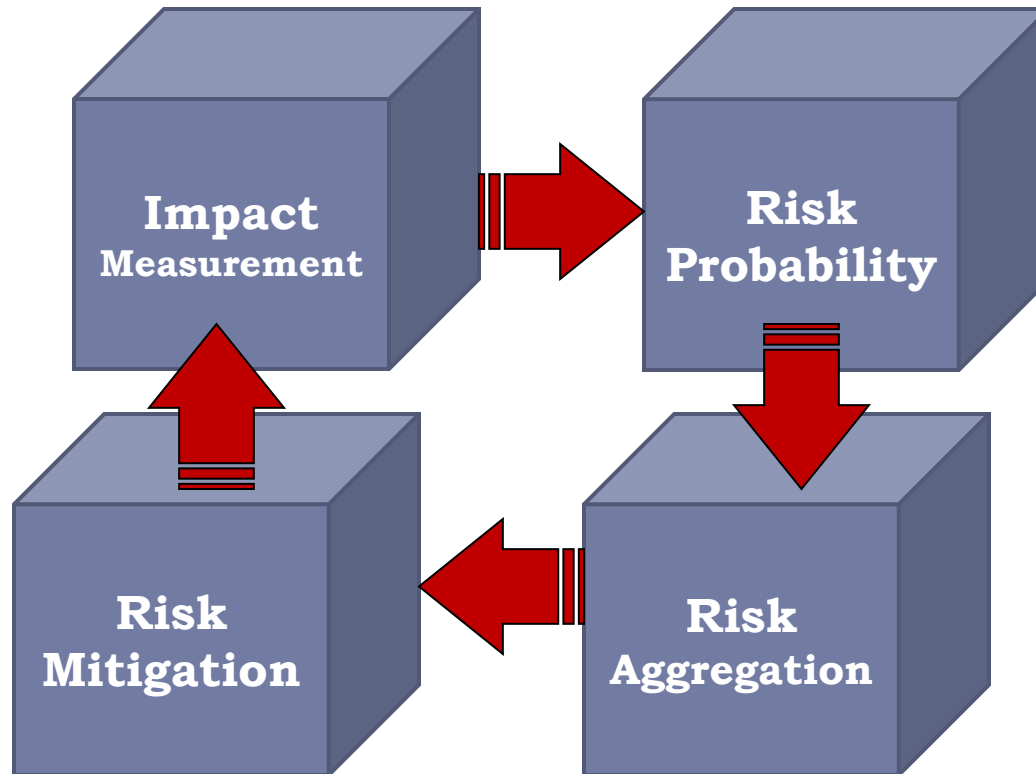 Impact
Measurement
Risk
Probability
Risk
Mitigation
Risk
Aggregation